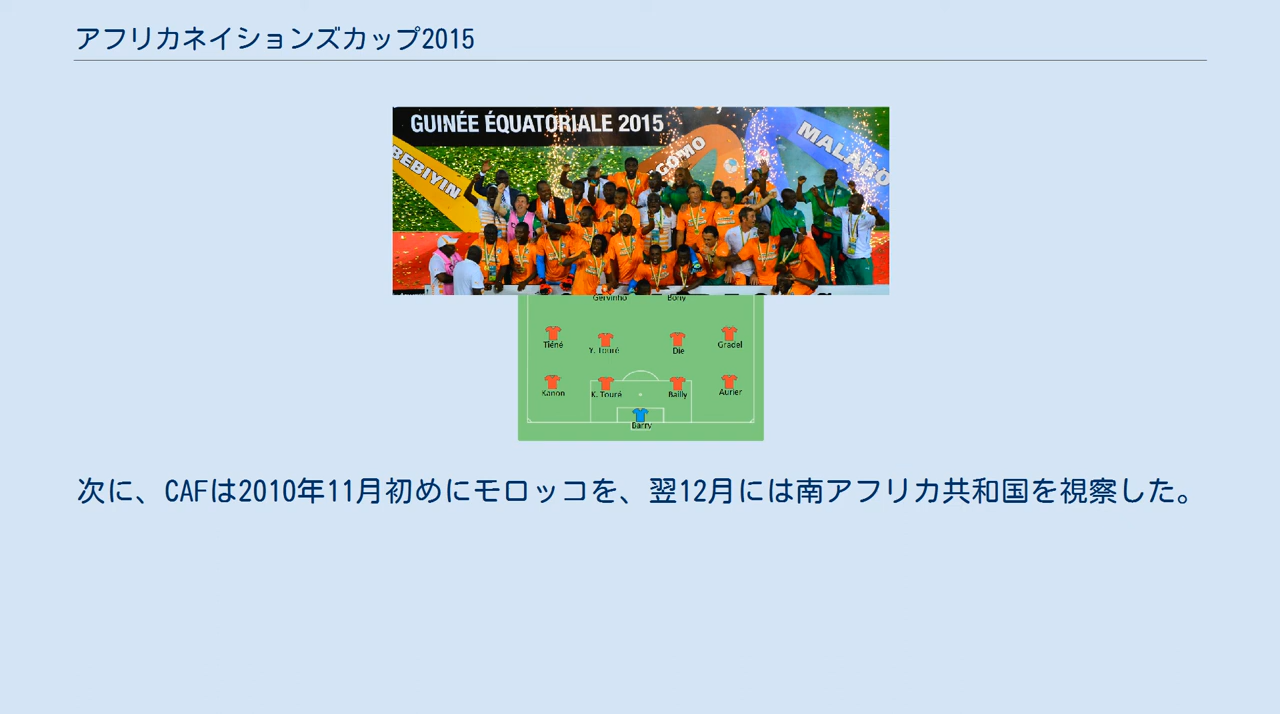 アフリカネイションズカップ2015
GUINÉE ÉQUATORIALE 2015
BEBIYIN
GOMO
MALABO
Gervinho Bony
Tiéné Y. Touré Die Gradel
Kanon K. Touré Bailly Aurier
Barry
次に、CAFは2010年11月初めにモロッコを、翌12月には南アフリカ共和国を視察した。